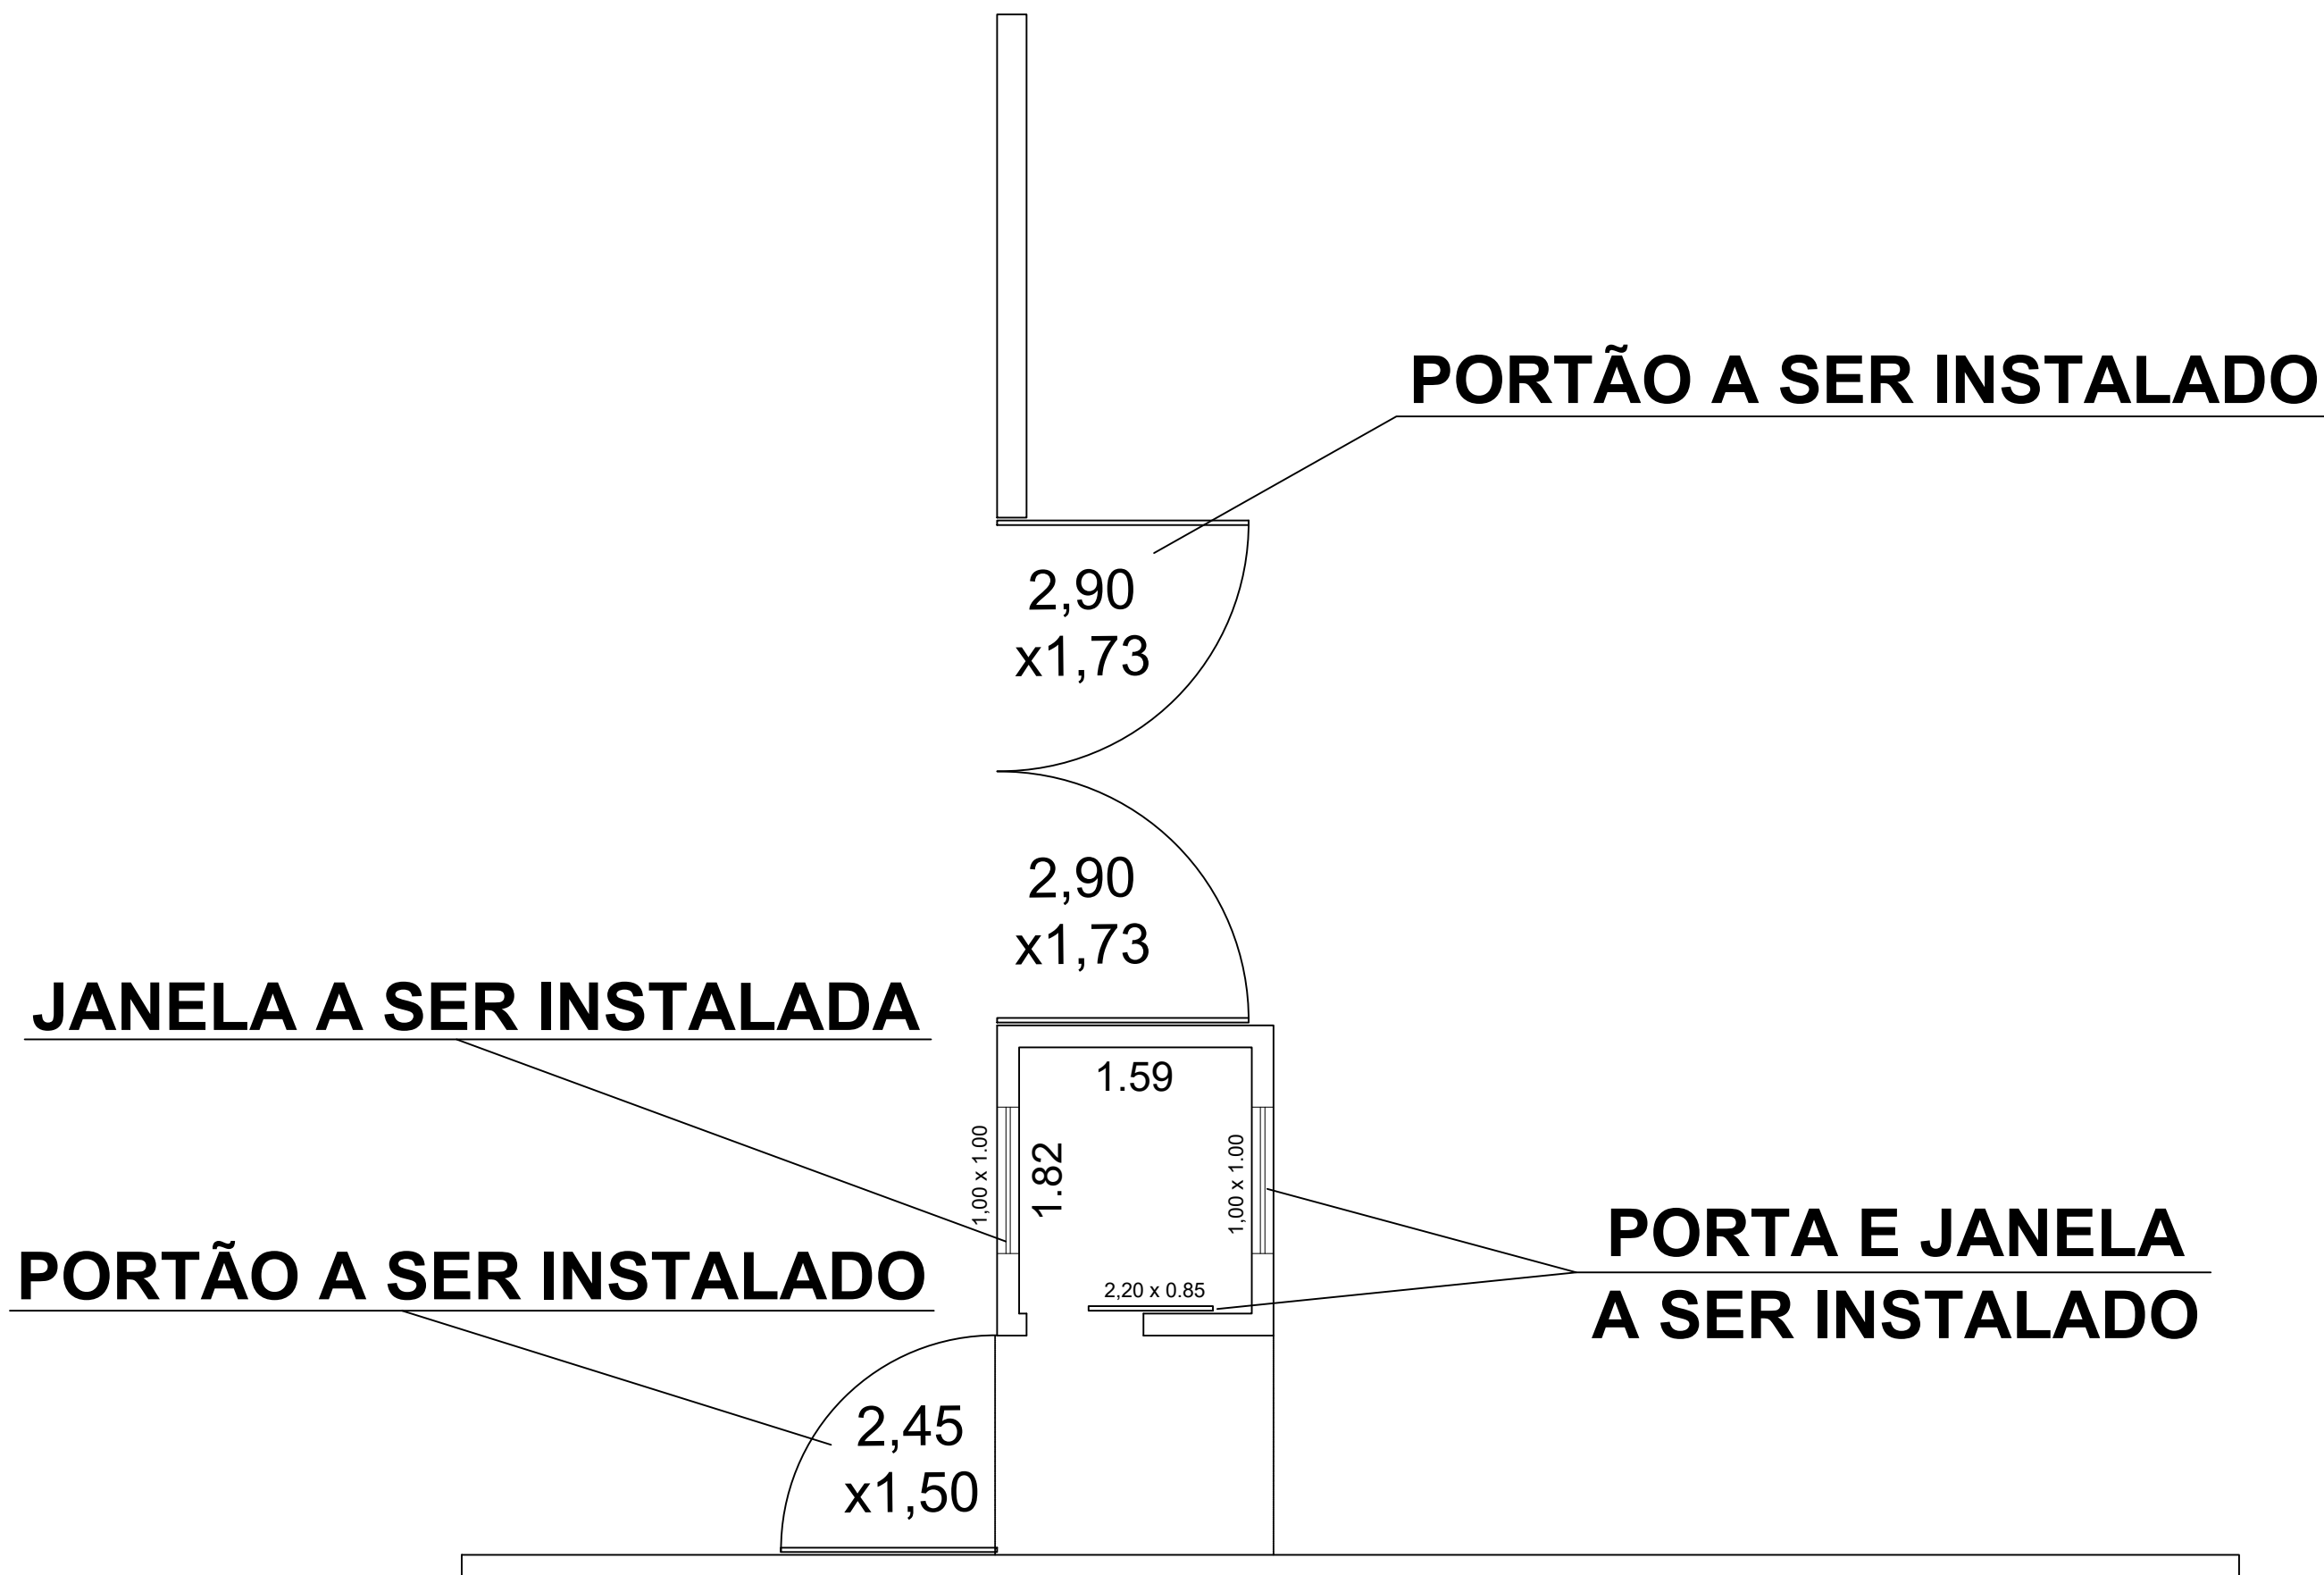 PORTÃO A SER INSTALADO
2,90
x1,73
2,90
x1,73
JANELA A SER INSTALADA
1.59
1.82
1,00 x 1.00
1,00 x 1.00
PORTA E JANELA
A SER INSTALADO
PORTÃO A SER INSTALADO
2,20 x 0.85
2,45
x1,50